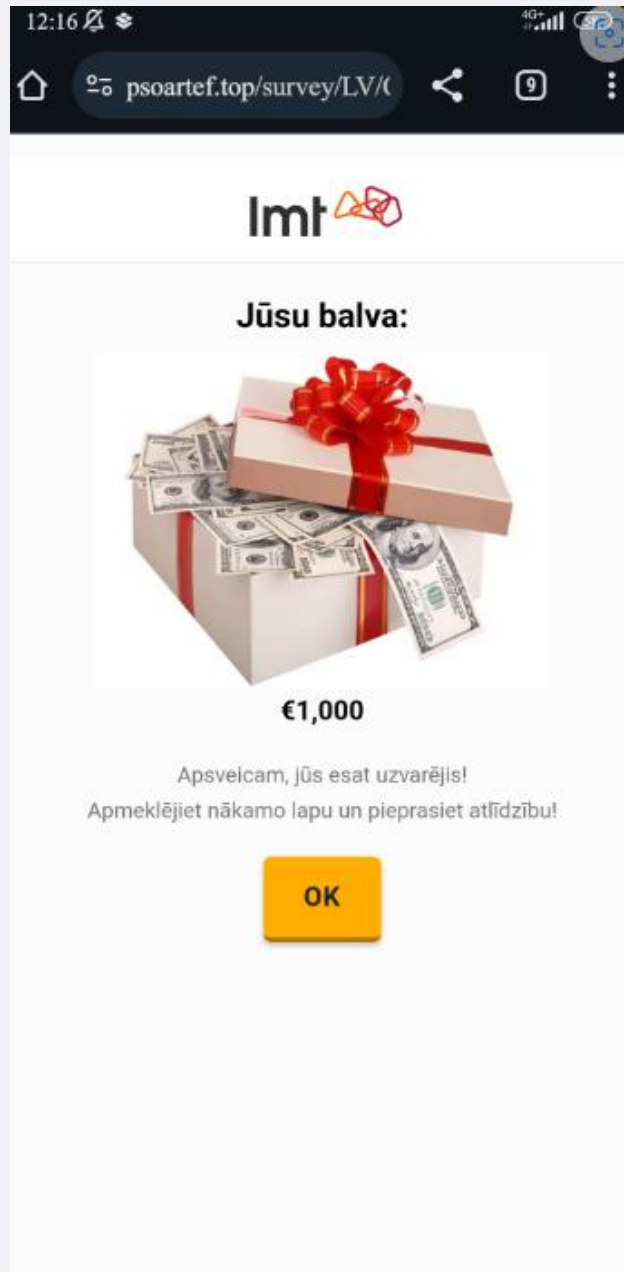 12:16
4G+
psoartef.top/survey/LV/
9
lmt
Jūsu balva:
€1,000
Apsveicam, jūs esat uzvarējis!
Apmeklējiet nākamo lapu un pieprasiet atlīdzību!
OK